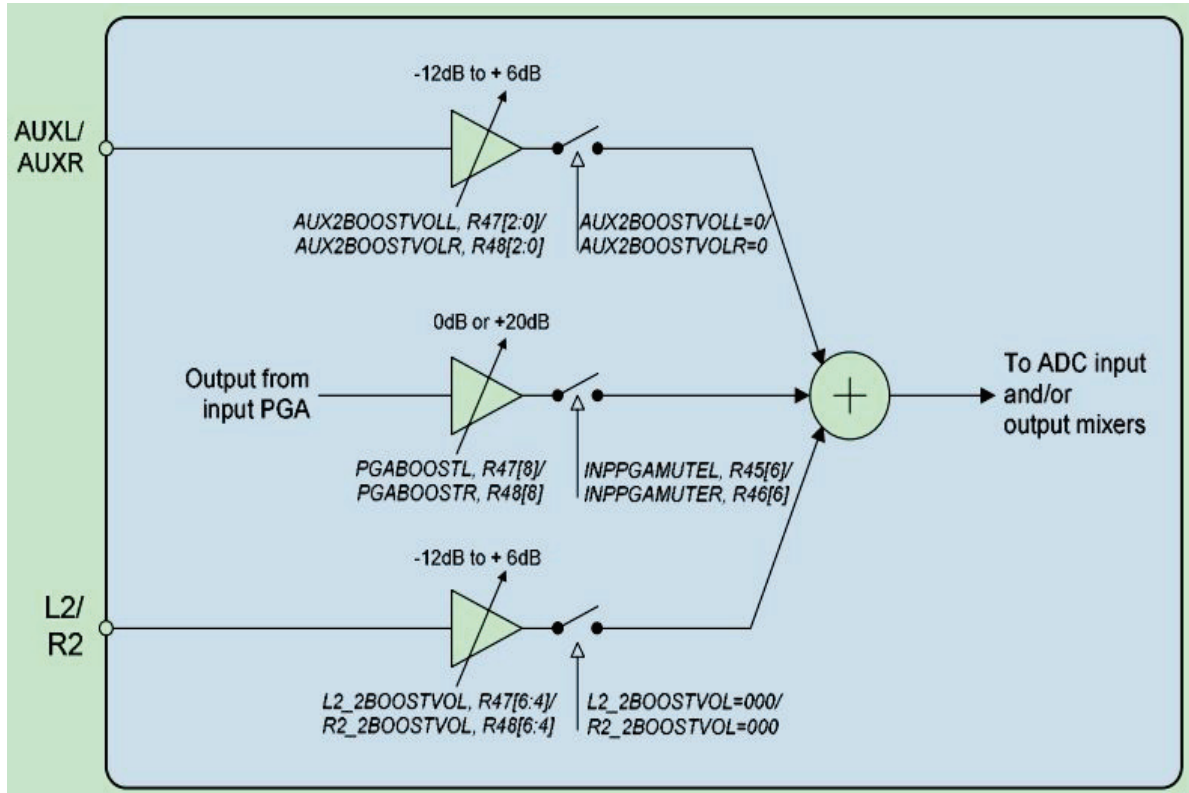 -12dB to + 6dB
AUXL/
AUXR
AUX2BOOSTVOLL, R47[2:0]/
AUX2BOOSTVOLR, R48[2:0]
AUX2BOOSTVOLL=0/
AUX2BOOSTVOLR=0
0dB or +20dB
Output from
input PGA
To ADC input
and/or
output mixers
PGABOOSTL, R47[8]/
PGABOOSTR, R48[8]
INPPGAMUTEL, R45[6]/
INPPGAMUTER, R46[6]
-12dB to + 6dB
L2/
R2
L2_2BOOSTVOL, R47[6:4]/
R2_2BOOSTVOL, R48[6:4]
L2_2BOOSTVOL=000/
R2_2BOOSTVOL=000